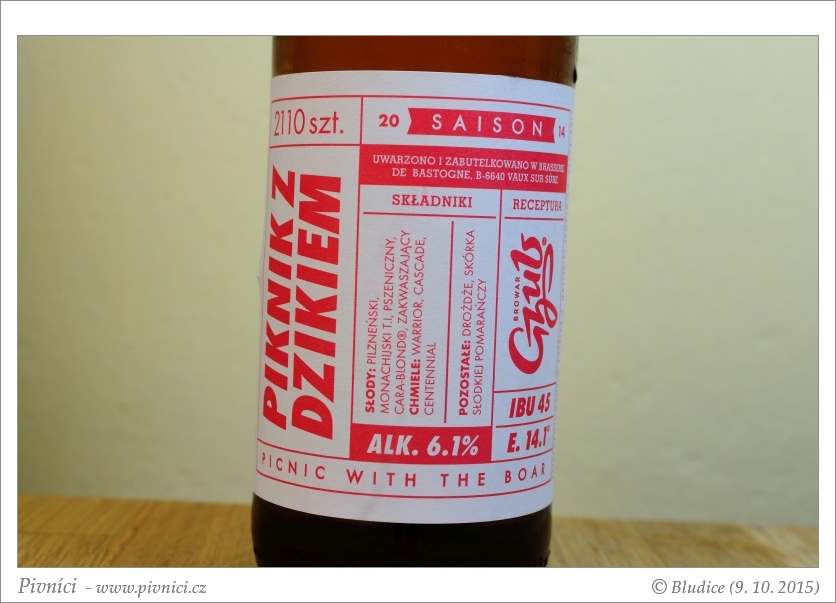 2110 szt.
20 SAISON 14
UWARZONO I ZABUTELKOWANO W BRASSERIE
DE BASTOGNE, B-6640 VAUX SUR SÛRE
PIKNIK Z
DZIKIEM
SKŁADNIKI
SŁODY: PILZNEŃSKI,
MONACHIJSKI T.I, PSZENICZNY,
CARA-BLOND®, ZAKWASZAJĄCY
CHMIELE: WARRIOR, CASCADE,
CENTENNIAL
POZOSTAŁE: DROŻDŻE, SKÓRKA
SŁODKIEJ POMARAŃCZY
RECEPTURA
BROWAR
Gzub
IBU 45
ALK. 6.1%
E. 14.1°
PICNIC WITH THE BOAR
Pivníci - www.pivnici.cz
© Bludice (9. 10. 2015)